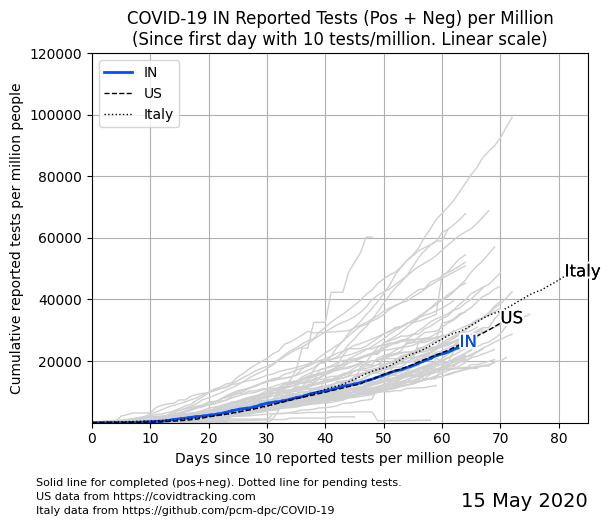 COVID-19 IN Reported Tests (Pos + Neg) per Million
(Since first day with 10 tests/million. Linear scale)
Cumulative reported tests per million people
120000
100000
80000
60000
40000
20000
IN
US
Italy
Italy
US
IN
0 10 20 30 40 50 60 70 80
Days since 10 reported tests per million people
Solid line for completed (pos+neg). Dotted line for pending tests.
US data from https://covidtracking.com
Italy data from https://github.com/pcm-dpc/COVID-19
15 May 2020